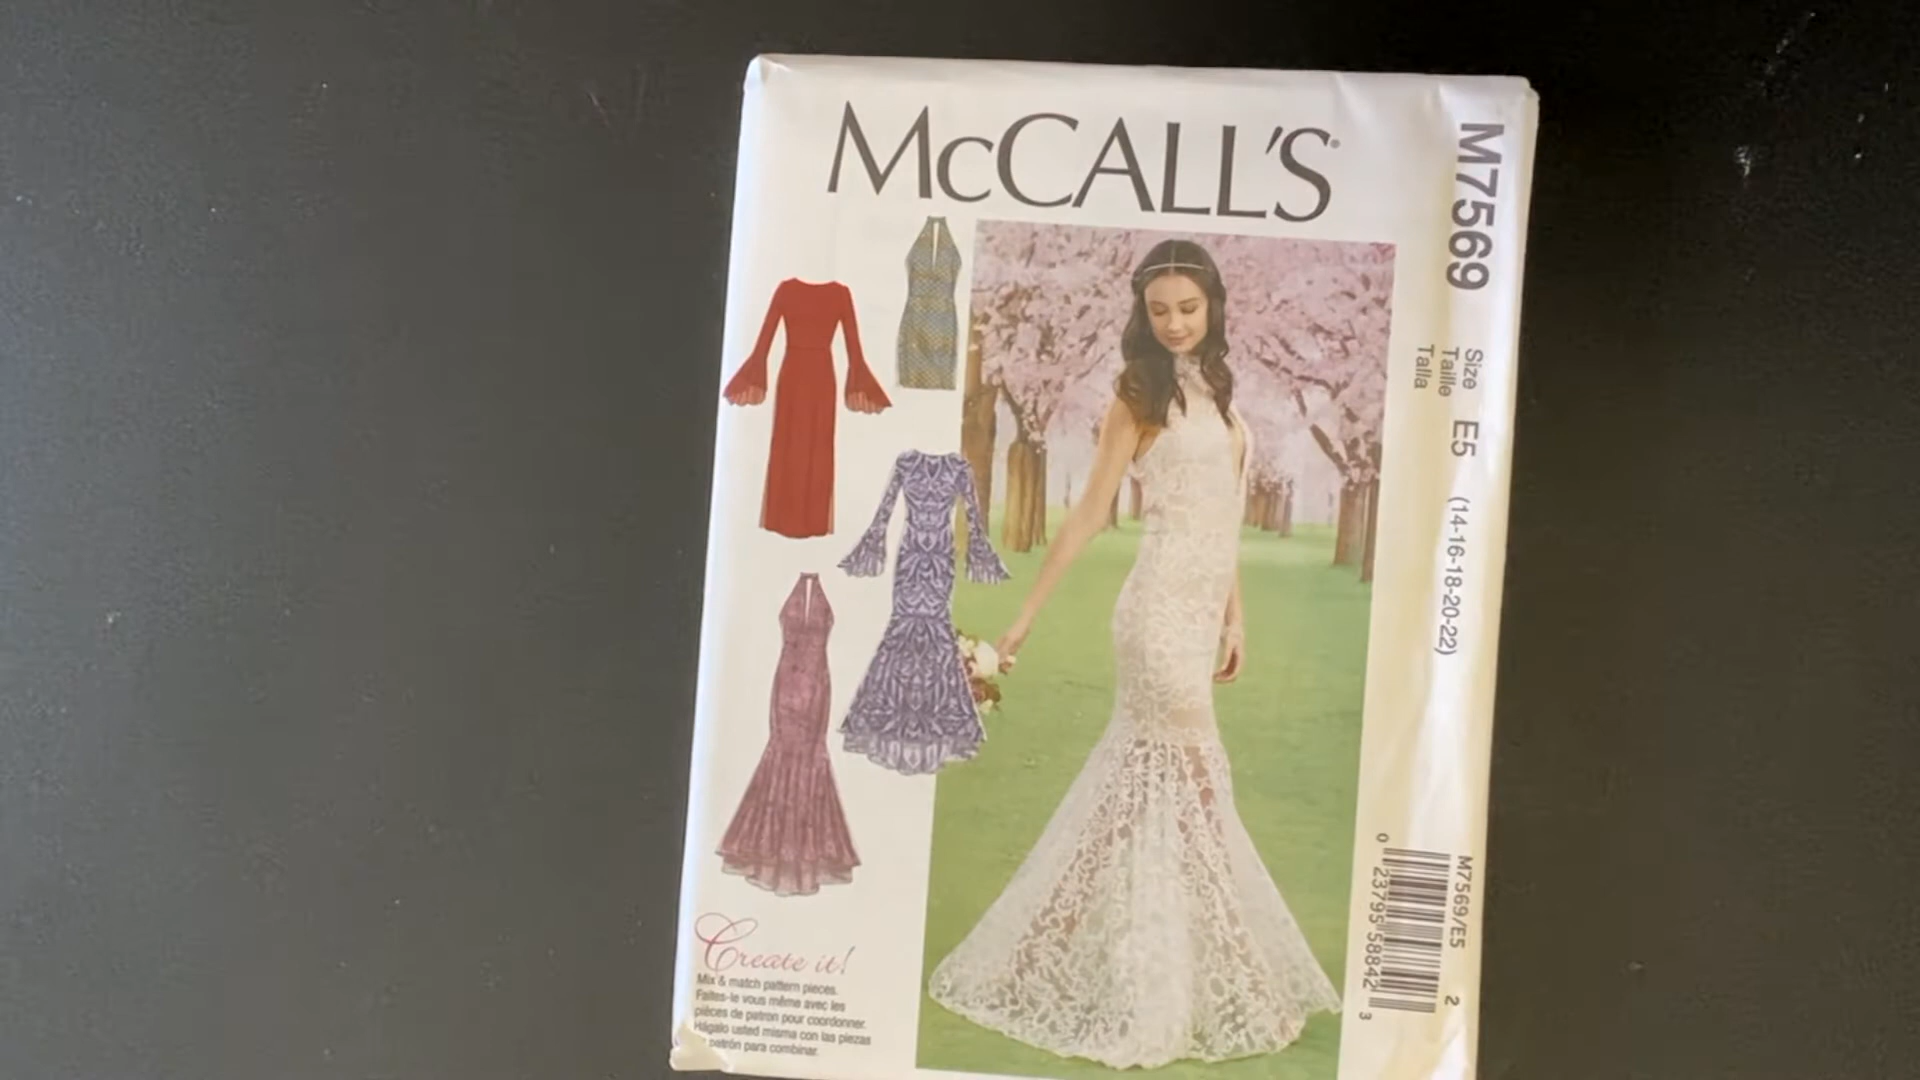 McCALL'S®
M7569
Size
Taille
Talla
E5
(14-16-18-20-22)
Create it!
Mix & match pattern pieces.
Faites-le vous même avec les
pièces de patron pour coordonner.
Hágalo usted misma con las piezas
patrón para combinar.
M7569/E5
0 23795 58842 3
2